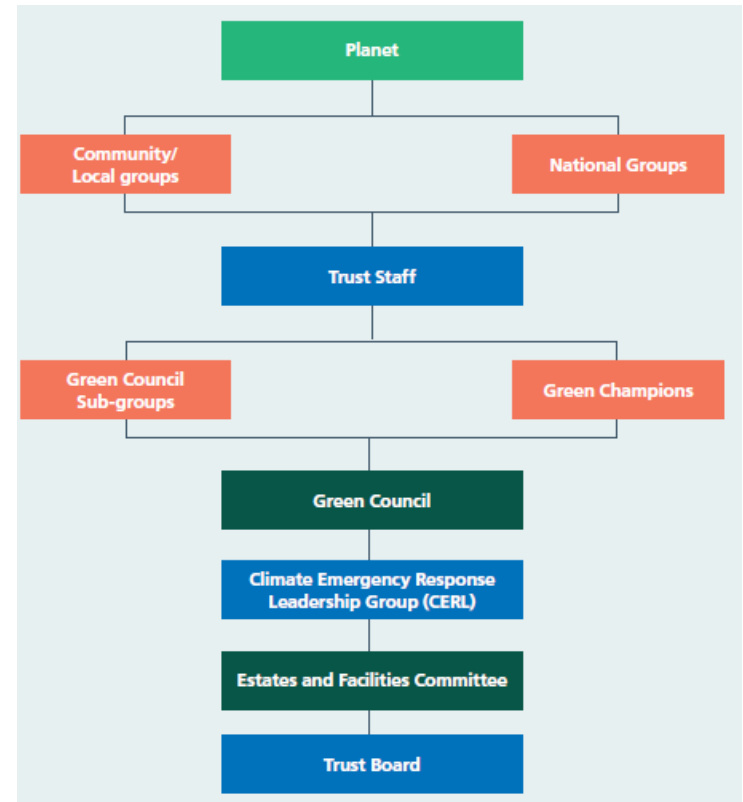 Planet
Community/
Local groups
National Groups
Trust Staff
Green Council
Sub-groups
Green Champions
Green Council
Climate Emergency Response
Leadership Group (CERL)
Estates and Facilities Committee
Trust Board